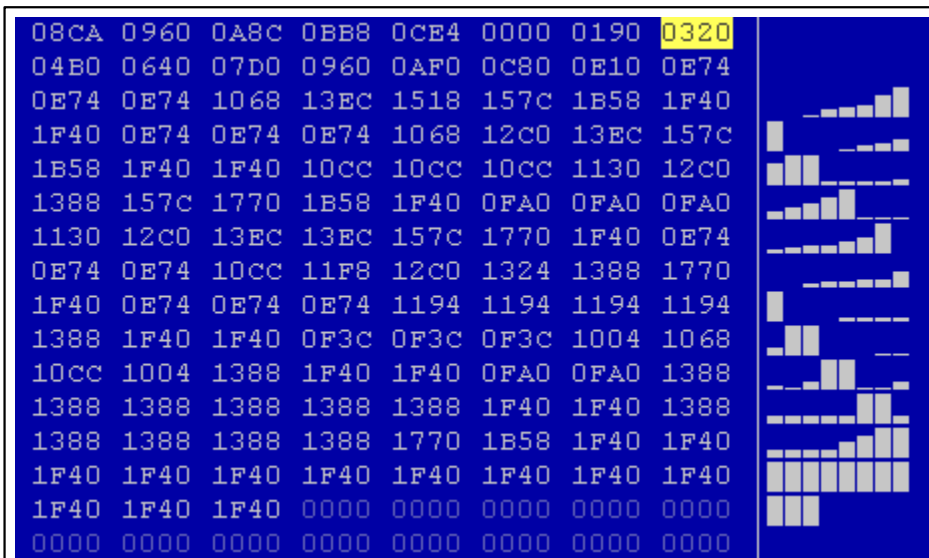 08CA 0960 0A8C 0BB8 0CE4 0000 0190 0320
04B0 0640 07D0 0960 0AF0 0C80 0E10 0E74
0E74 0E74 1068 13EC 1518 157C 1B58 1F40
1F40 0E74 0E74 0E74 1068 12C0 13EC 157C
1B58 1F40 1F40 10CC 10CC 10CC 1130 12C0
1388 157C 1770 1B58 1F40 0FA0 0FA0 0FA0
1130 12C0 13EC 13EC 157C 1770 1F40 0E74
0E74 0E74 10CC 11F8 12C0 1324 1388 1770
1F40 0E74 0E74 0E74 1194 1194 1194 1194
1388 1F40 1F40 0F3C 0F3C 0F3C 1004 1068
10CC 1004 1388 1F40 1F40 0FA0 0FA0 1388
1388 1388 1388 1388 1388 1F40 1F40 1388
1388 1388 1388 1388 1770 1B58 1F40 1F40
1F40 1F40 1F40 1F40 1F40 1F40 1F40 1F40
1F40 1F40 1F40 0000 0000 0000 0000 0000
0000 0000 0000 0000 0000 0000 0000 0000